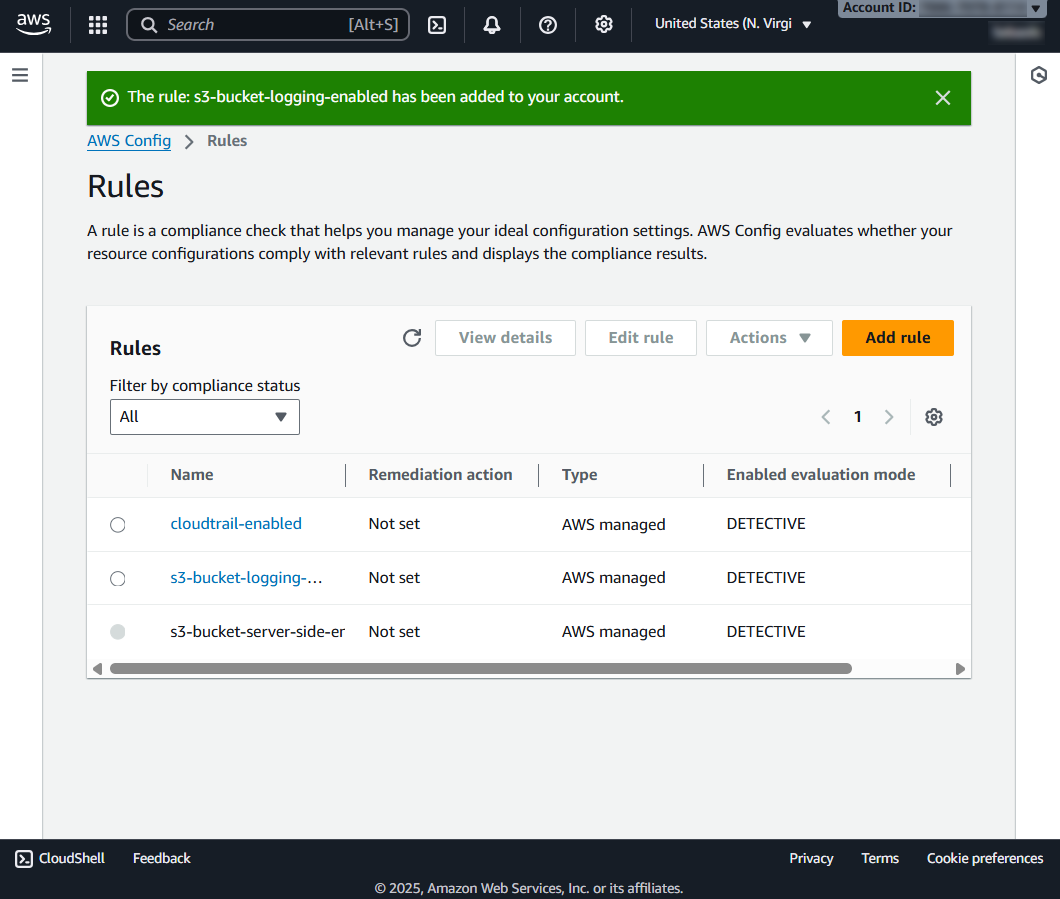 aws
Search [Alt+S]
United States (N. Virgi
Account ID:
The rule: s3-bucket-logging-enabled has been added to your account.
AWS Config
Rules
Rules
A rule is a compliance check that helps you manage your ideal configuration settings. AWS Config evaluates whether your
resource configurations comply with relevant rules and displays the compliance results.
Rules
View details
Edit rule
Actions
Add rule
Filter by compliance status
All
1
Name Remediation action Type Enabled evaluation mode
cloudtrail-enabled Not set AWS managed DETECTIVE
s3-bucket-logging-… Not set AWS managed DETECTIVE
s3-bucket-server-side-er Not set AWS managed DETECTIVE
CloudShell Feedback Privacy Terms Cookie preferences
© 2025, Amazon Web Services, Inc. or its affiliates.